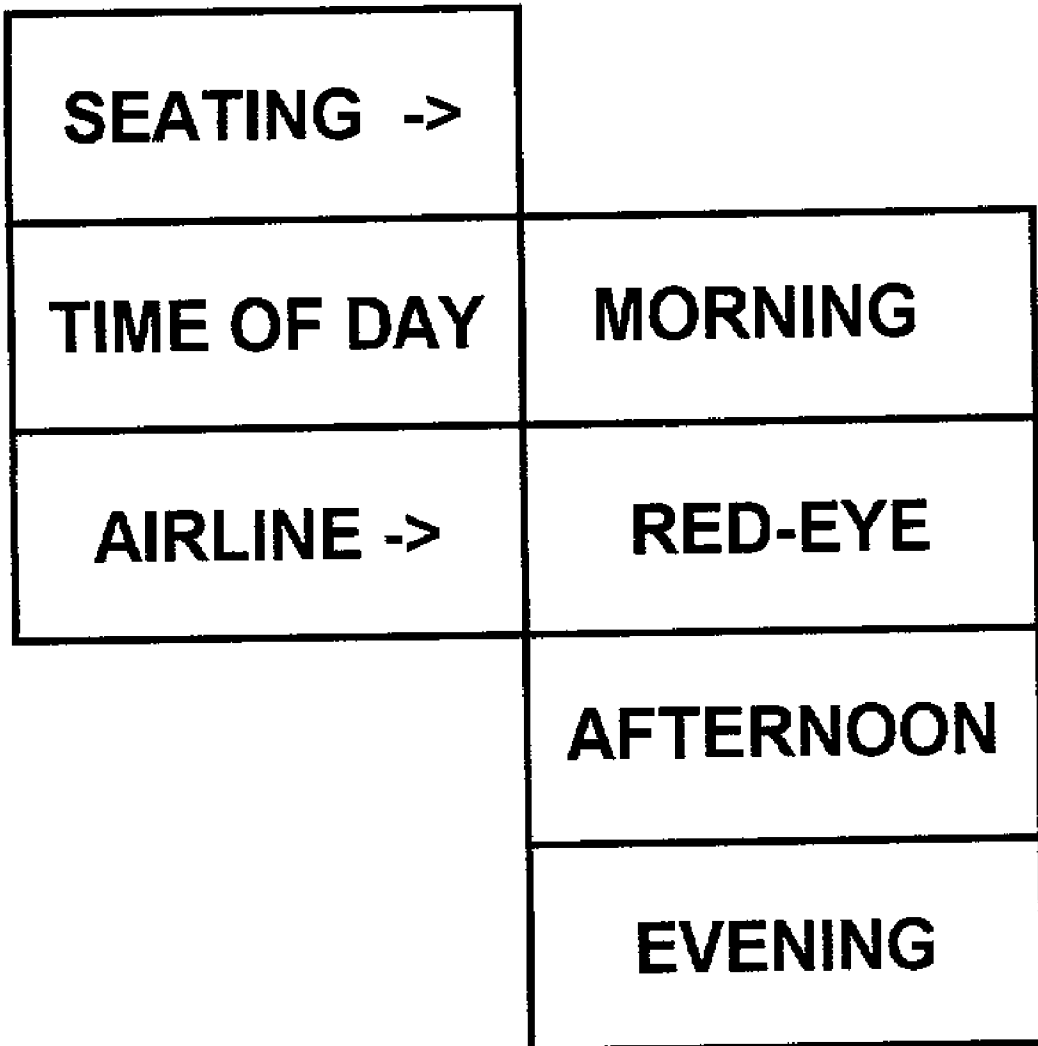 SEATING ->
TIME OF DAY
MORNING
AIRLINE ->
RED-EYE
AFTERNOON
EVENING